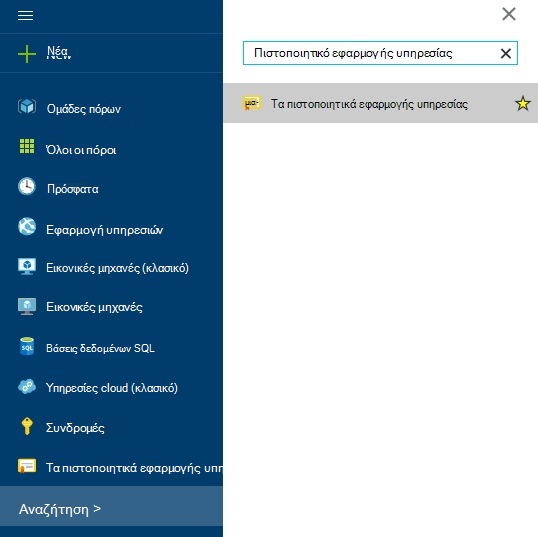 Νέα
Ομάδες πόρων
Όλοι οι πόροι
Πρόσφατα
Εφαρμογή υπηρεσιών
Εικονικές μηχανές (κλασικό)
Εικονικές μηχανές
SQL
Βάσεις δεδομένων SQL
Υπηρεσίες cloud (κλασικό)
Συνδρομές
Τα πιστοποιητικά εφαρμογής υπη
Αναζήτηση >
Πιστοποιητικό εφαρμογής υπηρεσίας
Τα πιστοποιητικά εφαρμογής υπηρεσίας